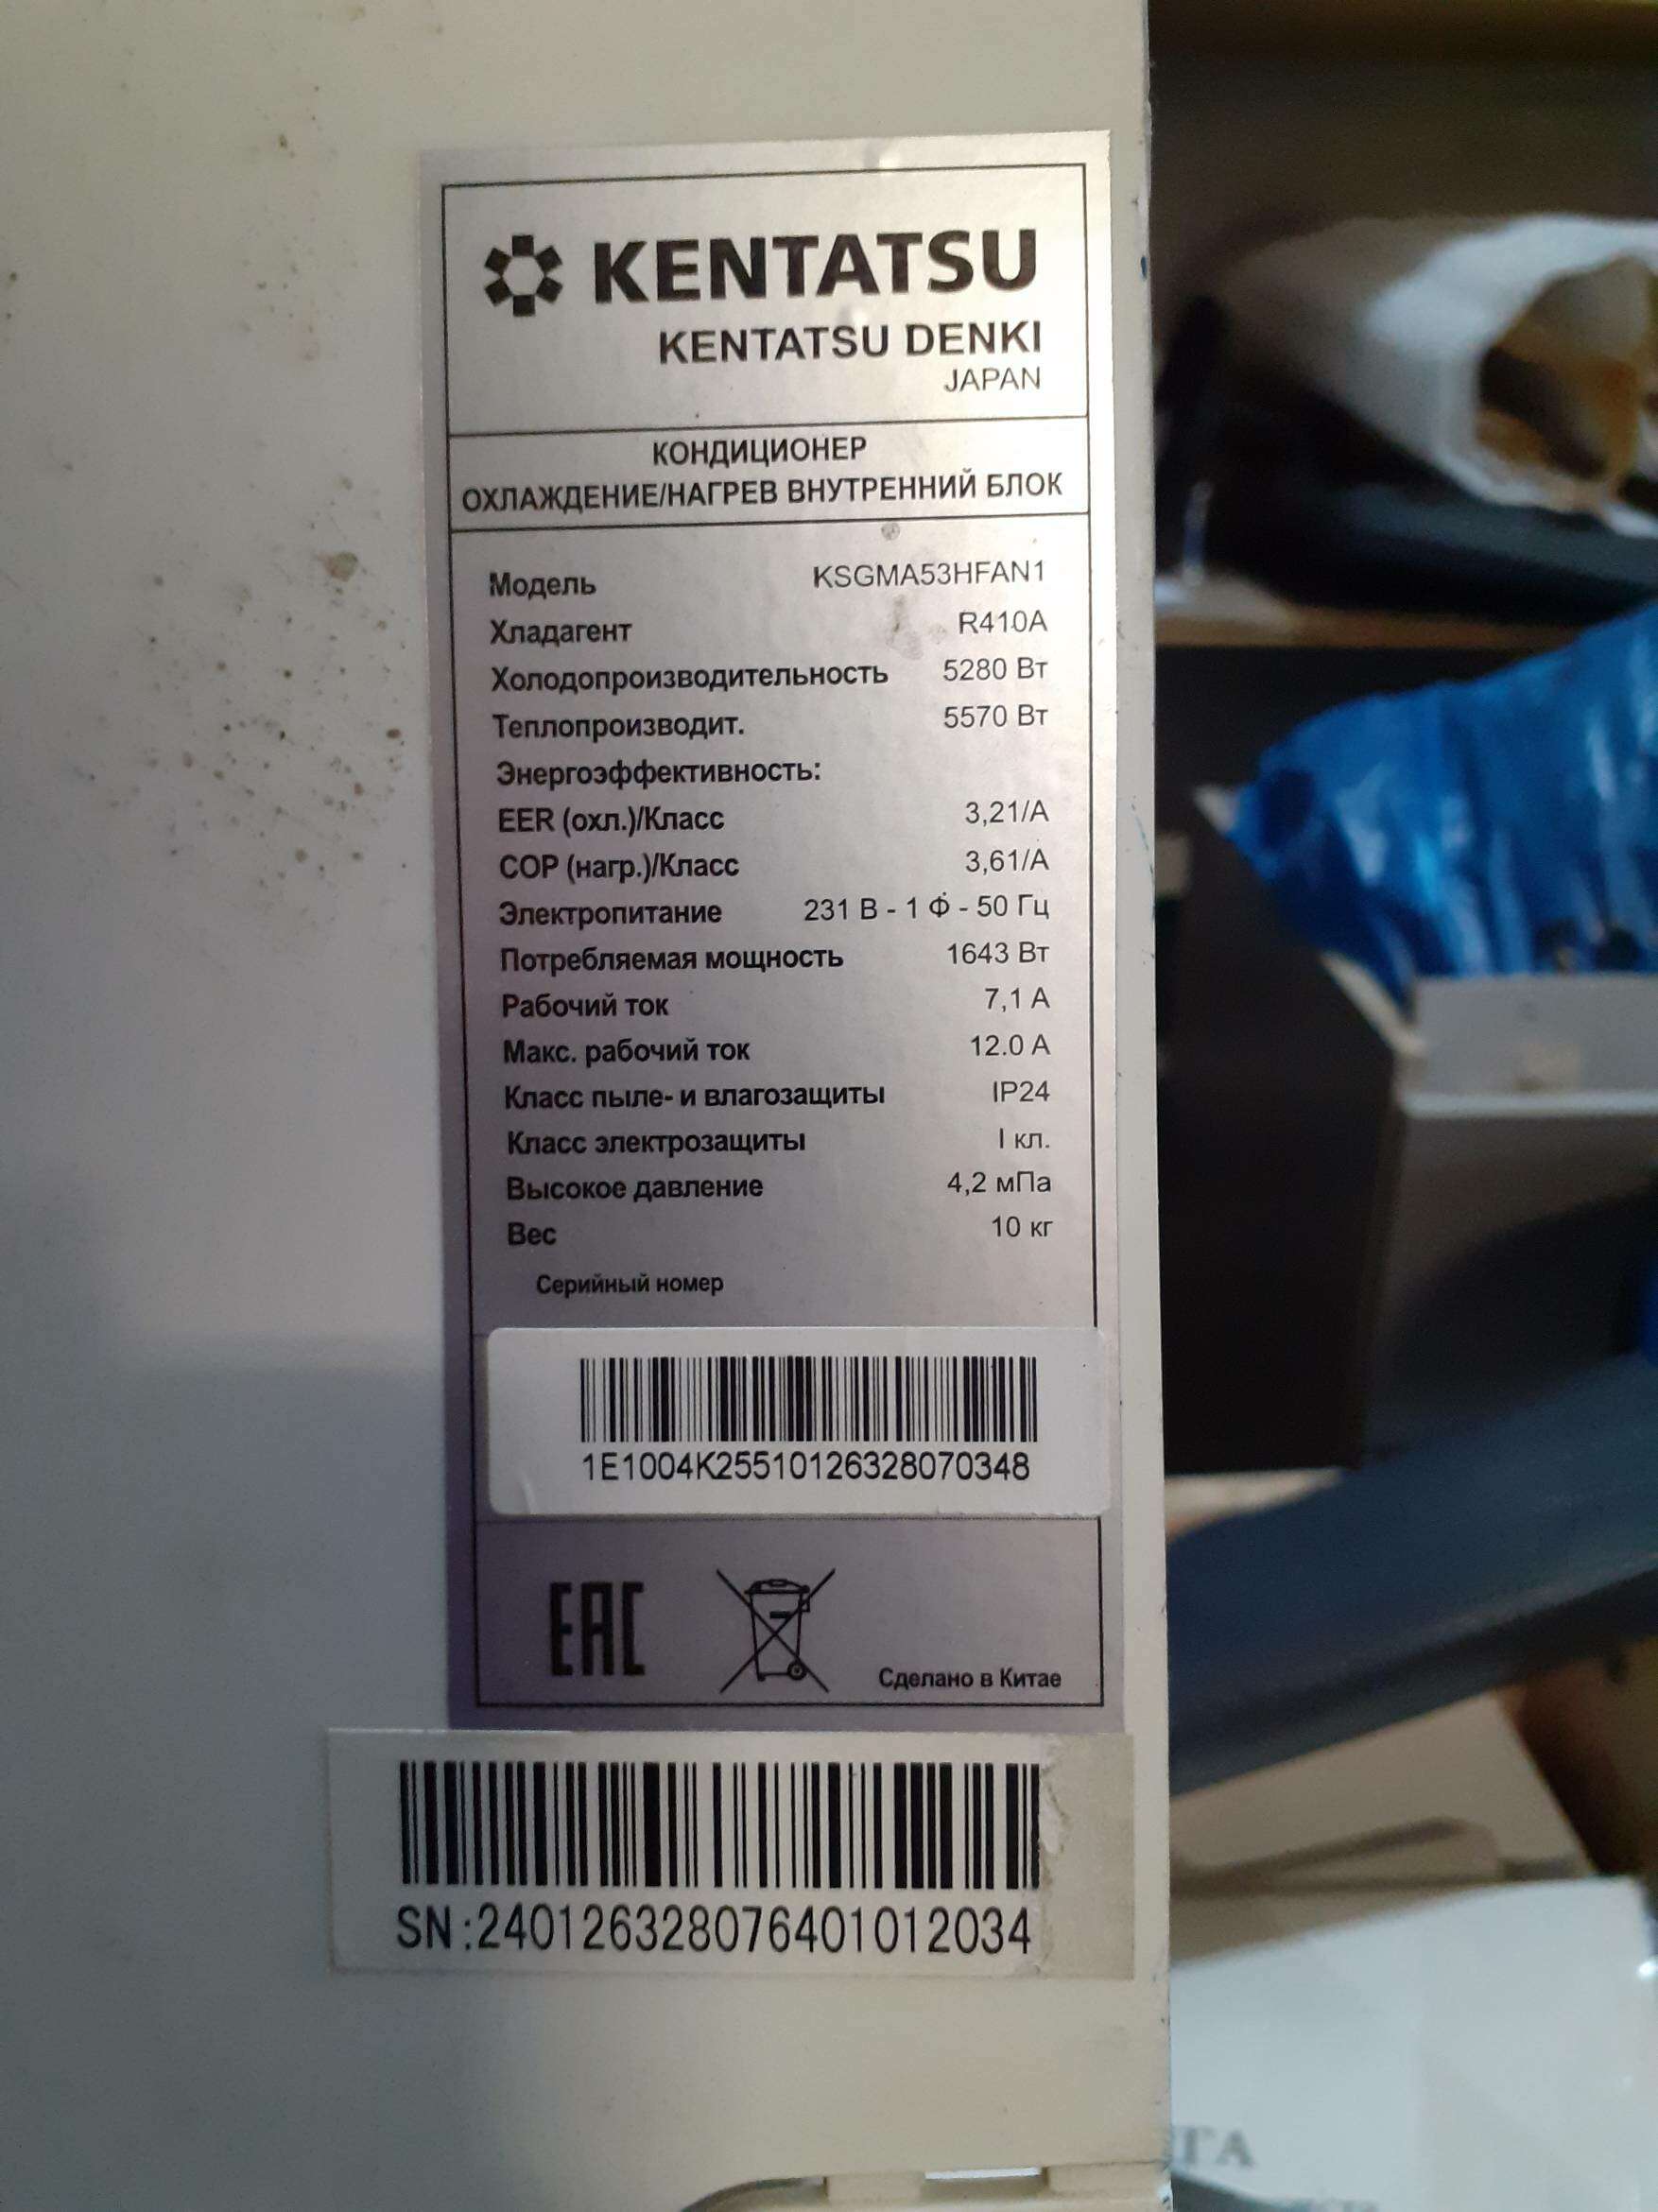 KENTATSU
KENTATSU DENKI
JAPAN
КОНДИЦИОНЕР
ОХЛАЖДЕНИЕ/НАГРЕВ ВНУТРЕННИЙ БЛОК
Модель KSGMA53HFAN1
Хладагент R410A
Холодопроизводительность 5280 Вт
Теплопроизводит. 5570 Вт
Энергоэффективность:
EER (охл.)/Класс 3,21/A
COP (нагр.)/Класс 3,61/A
Электропитание 231 В - 1 Ф - 50 Гц
Потребляемая мощность 1643 Вт
Рабочий ток 7,1 А
Макс. рабочий ток 12.0 А
Класс пыле- и влагозащиты IP24
Класс электрозащиты I кл.
Высокое давление 4,2 мПа
Вес 10 кг
Серийный номер
1E1004K25510126328070348
EAC
Сделано в Китае
SN:240126328076401012034